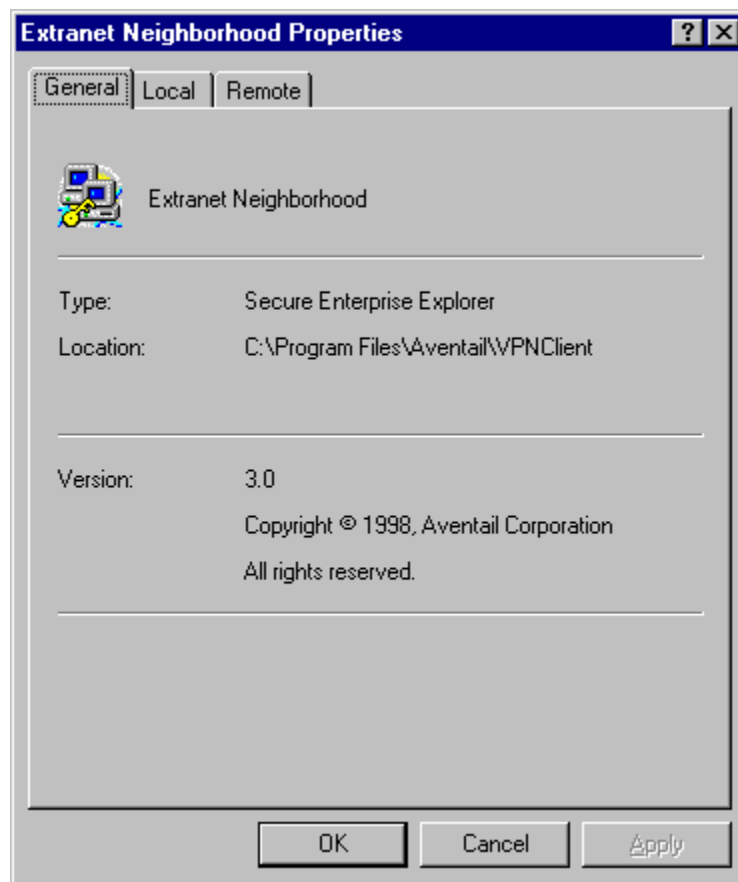 Extranet Neighborhood Properties
General Local Remote
Extranet Neighborhood
Type: Secure Enterprise Explorer
Location: C:\Program Files\Aventail\VPNClient
Version: 3.0
Copyright © 1998, Aventail Corporation
All rights reserved.
OK Cancel Apply